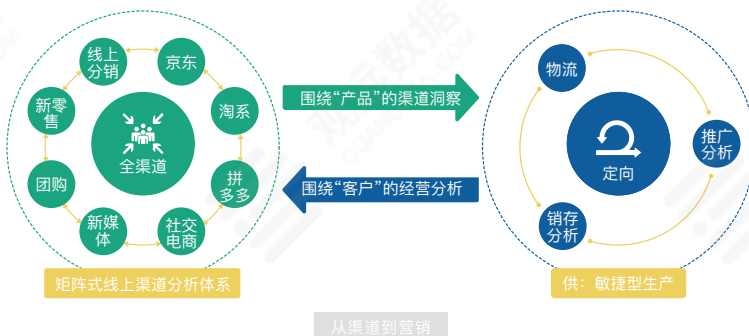 线上
分销
京东
新零
售
淘系
全渠道
团购
拼
多多
新媒
体
社交
电商
矩阵式线上渠道分析体系
围绕“产品”的渠道洞察
围绕“客户”的经营分析
物流
推广
分析
定向
销存
分析
供：敏捷型生产
从渠道到营销